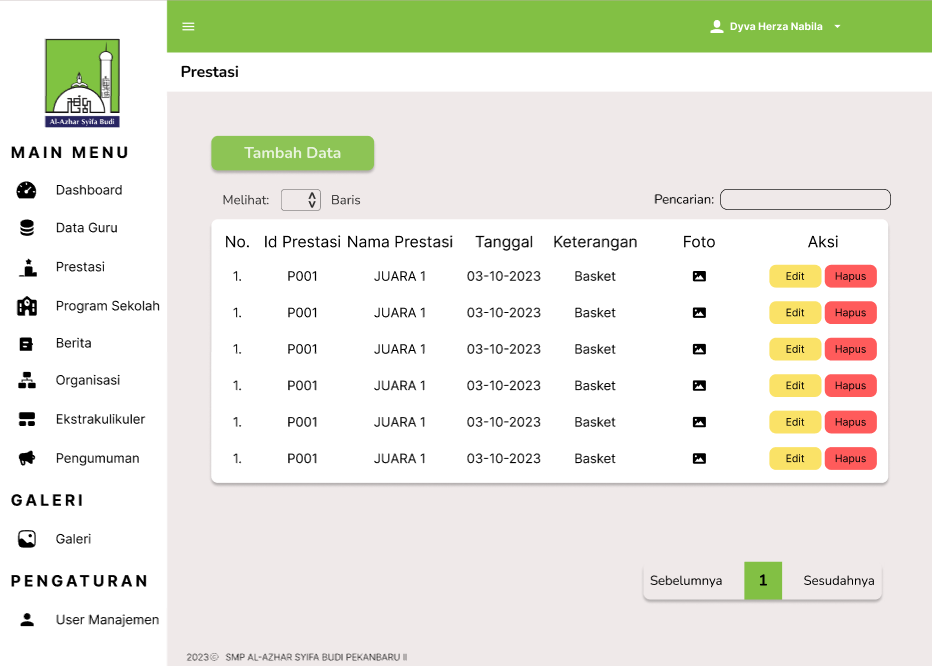 Dyva Herza Nabila
Prestasi
Al-Azhar Syifa Budi
MAIN MENU
Dashboard
Data Guru
Prestasi
Program Sekolah
Berita
Organisasi
Ekstrakulikuler
Pengumuman
GALERI
Galeri
PENGATURAN
User Manajemen
Tambah Data
Melihat: Baris Pencarian:
No. Id Prestasi Nama Prestasi Tanggal Keterangan Foto Aksi
1. P001 JUARA 1 03-10-2023 Basket Edit Hapus
1. P001 JUARA 1 03-10-2023 Basket Edit Hapus
1. P001 JUARA 1 03-10-2023 Basket Edit Hapus
1. P001 JUARA 1 03-10-2023 Basket Edit Hapus
1. P001 JUARA 1 03-10-2023 Basket Edit Hapus
1. P001 JUARA 1 03-10-2023 Basket Edit Hapus
Sebelumnya 1 Sesudahnya
2023© SMP AL-AZHAR SYIFA BUDI PEKANBARU II